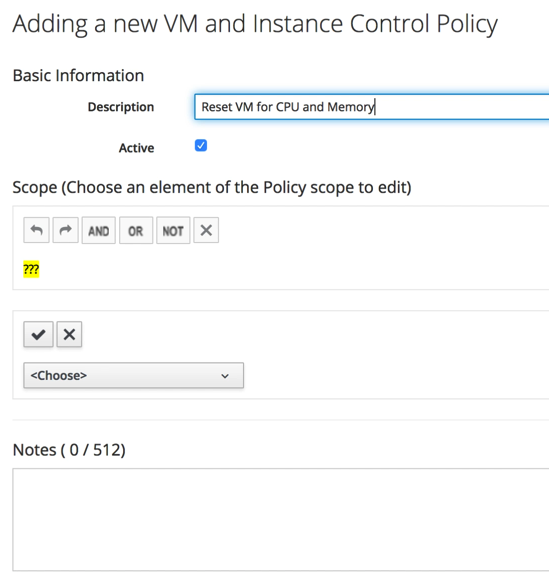 Adding a new VM and Instance Control Policy
Basic Information
Description Reset VM for CPU and Memory
Active
Scope (Choose an element of the Policy scope to edit)
AND OR NOT
???
<Choose>
Notes ( 0 / 512)